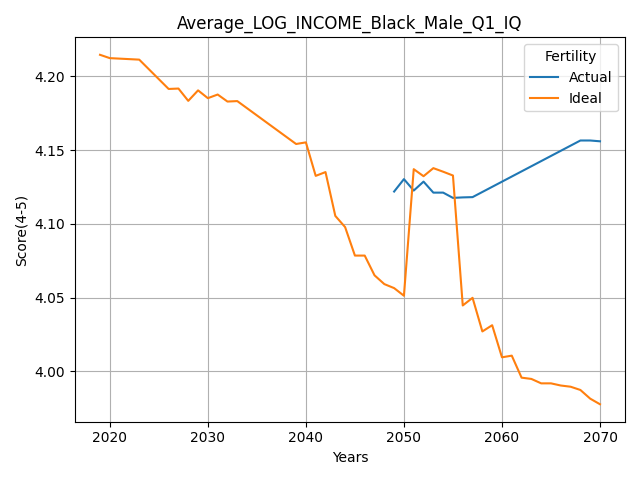 Average_LOG_INCOME_Black_Male_Q1_IQ
Fertility
Actual
Ideal
Score(4-5)
4.20
4.15
4.10
4.05
4.00
2020
2030
2040
2050
2060
2070
Years